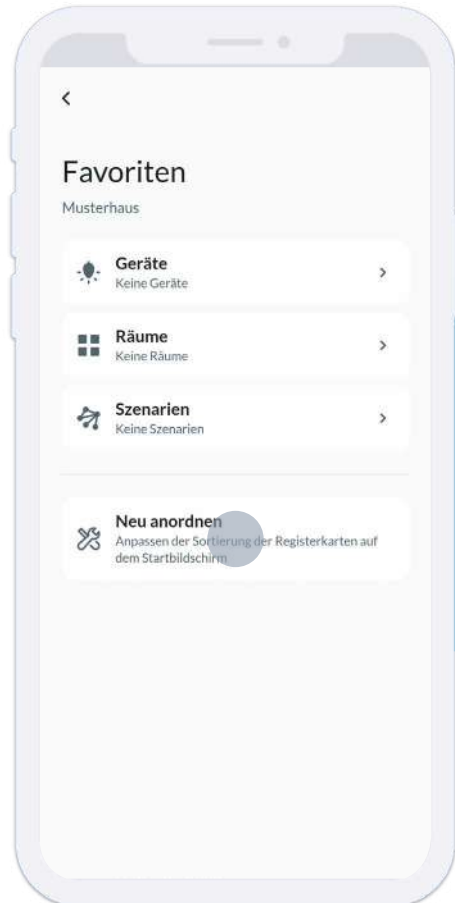 Favoriten
Musterhaus
Geräte
Keine Geräte
Räume
Keine Räume
Szenarien
Keine Szenarien
Neu anordnen
Anpassen der Sortierung der Registerkarten auf
dem Startbildschirm